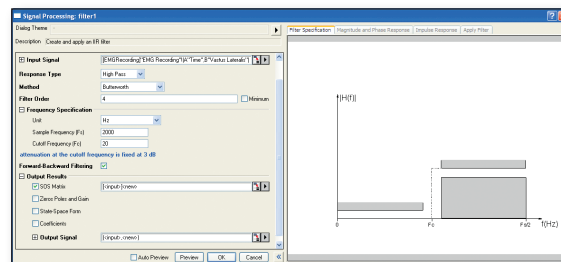 Signal Processing: filter1
Dialog Theme
Description Create and apply an IIR filter
Input Signal [EMGRecording]"EMG Recording"!(A"Time",B"Vastus Lateralis")
Response Type High Pass
Method Butterworth
Filter Order 4 Minimum
Frequency Specification
Unit Hz
Sample Frequency (Fs) 2000
Cutoff Frequency (Fc) 20
attenuation at the cutoff frequency is fixed at 3 dB
Forward-Backward Filtering
Output Results
SOS Matrix [<input>]<new>
Zeros Poles and Gain
State-Space Form
Coefficients
Output Signal (<input>,<new>)
Auto Preview Preview OK Cancel
Filter Specification Magnitude and Phase Response Impulse Response Apply Filter
|H(f)|
0 Fc Fs/2 f(Hz)